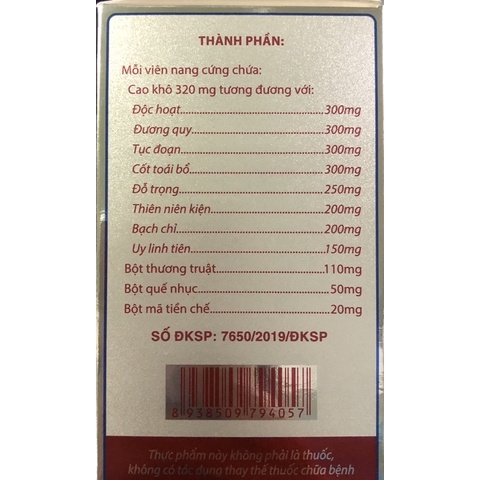 THÀNH PHẦN:
Mỗi viên nang cứng chứa:
Cao khô 320 mg tương đương với:
Độc hoạt.......................................300mg
Đương quy...................................300mg
Tục đoạn......................................300mg
Cốt toái bổ...................................300mg
Đỗ trọng......................................250mg
Thiên niên kiện............................200mg
Bạch chỉ.......................................200mg
Uy linh tiên..................................150mg
Bột thương truật............................110mg
Bột quế nhục...................................50mg
Bột mã tiền chế................................20mg
SỐ ĐKSP: 7650/2019/ĐKSP
8 938509 794057
Thực phẩm này không phải là thuốc,
không có tác dụng thay thế thuốc chữa bệnh